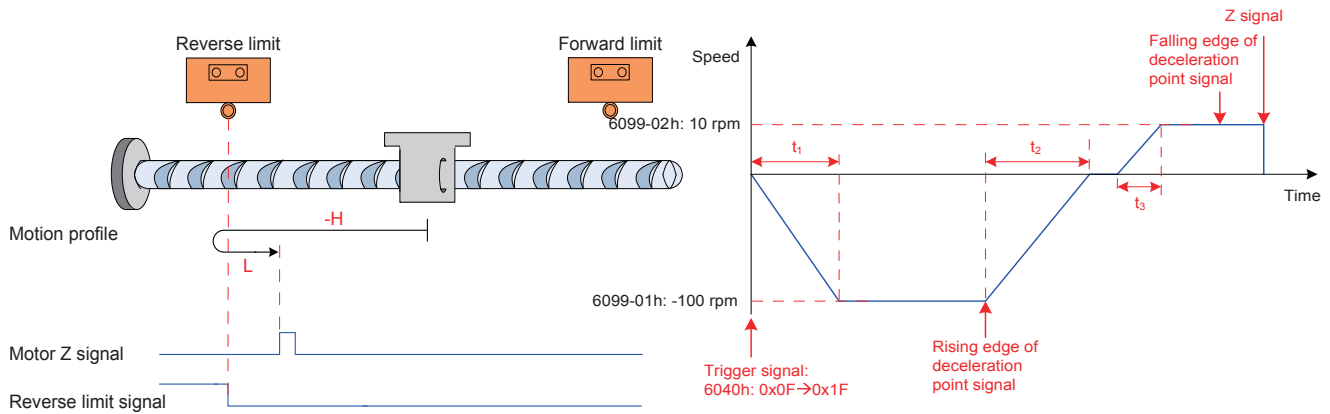 Reverse limit
Forward limit
-H
Motion profile
L
Motor Z signal
Reverse limit signal
Z signal
Falling edge of
deceleration
point signal
Speed
6099-02h: 10 rpm
t₁
t₂
t₃
Time
6099-01h: -100 rpm
Trigger signal:
6040h: 0x0F→0x1F
Rising edge of
deceleration
point signal